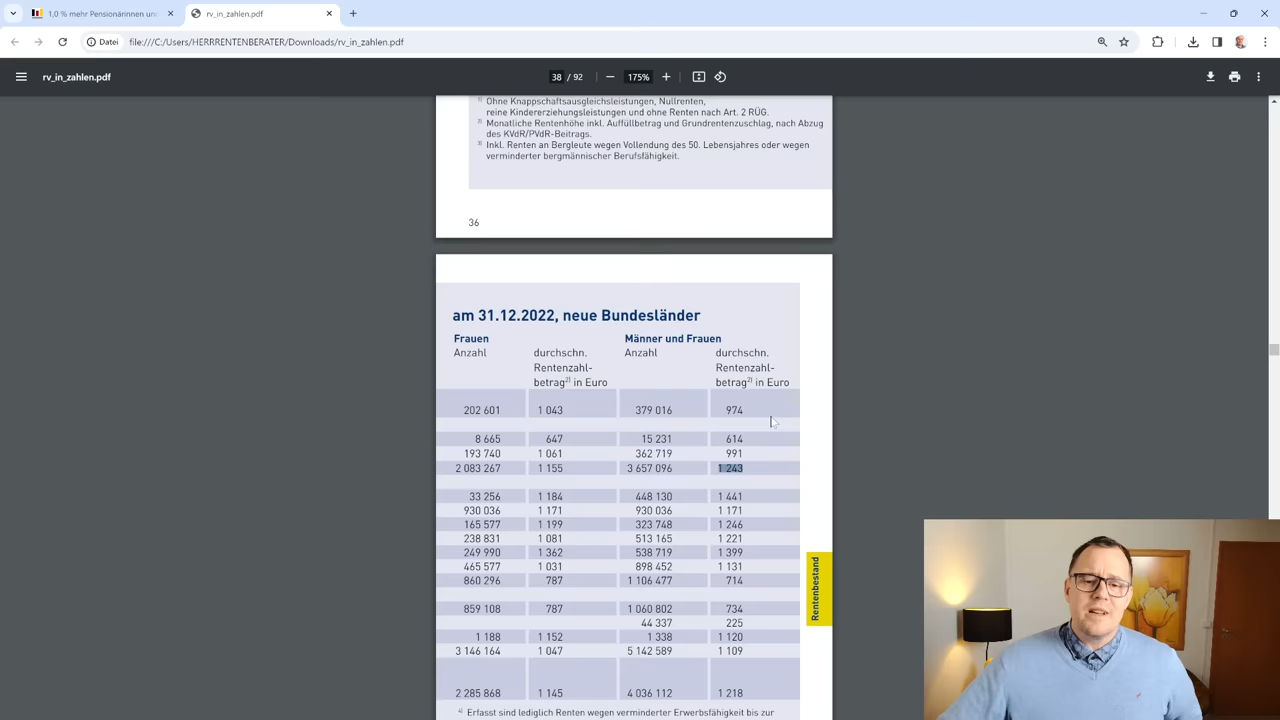 1,0 % mehr Pensionärinnen und
rv_in_zahlen.pdf
Datei
file:///C:/Users/HERRRENTENBERATER/Downloads/rv_in_zahlen.pdf
rv_in_zahlen.pdf
38 / 92
175%
1) Ohne Knappschaftsausgleichsleistungen, Nullrenten,
reine Kindererziehungsleistungen und ohne Renten nach Art. 2 RÜG.
2) Monatliche Rentenhöhe inkl. Auffüllbetrag und Grundrentenzuschlag, nach Abzug
des KVdR/PVdR-Beitrags.
3) Inkl. Renten an Bergleute wegen Vollendung des 50. Lebensjahres oder wegen
verminderter bergmännischer Berufsfähigkeit.
36
am 31.12.2022, neue Bundesländer
Frauen Männer und Frauen
Anzahl durchschn. Anzahl durchschn.
Rentenzahl- Rentenzahl-
betrag2) in Euro betrag2) in Euro
202 601 1 043 379 016 974
8 665 647 15 231 614
193 740 1 061 362 719 991
2 083 267 1 155 3 657 096 1 243
33 256 1 184 448 130 1 441
930 036 1 171 930 036 1 171
165 577 1 199 323 748 1 246
238 831 1 081 513 165 1 221
249 990 1 362 538 719 1 399
465 577 1 031 898 452 1 131
860 296 787 1 106 477 714
859 108 787 1 060 802 734
44 337 225
1 188 1 152 1 338 1 120
3 146 164 1 047 5 142 589 1 109
2 285 868 1 145 4 036 112 1 218
Rentenbestand
4) Erfasst sind lediglich Renten wegen verminderter Erwerbsfähigkeit bis zur